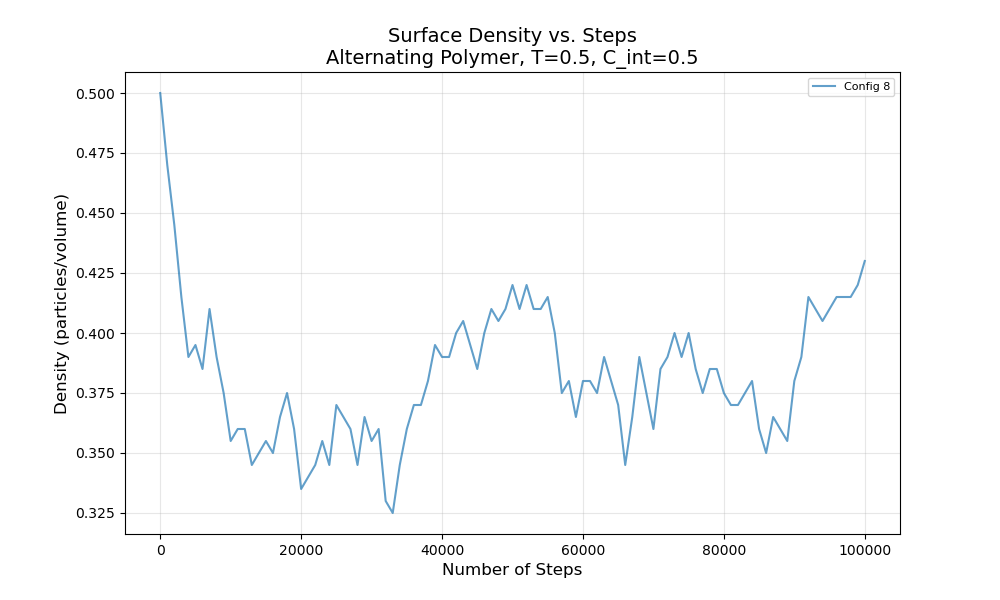 Surface Density vs. Steps
Alternating Polymer, T=0.5, C_int=0.5
Config 8
Density (particles/volume)
0.500
0.475
0.450
0.425
0.400
0.375
0.350
0.325
0 20000 40000 60000 80000 100000
Number of Steps